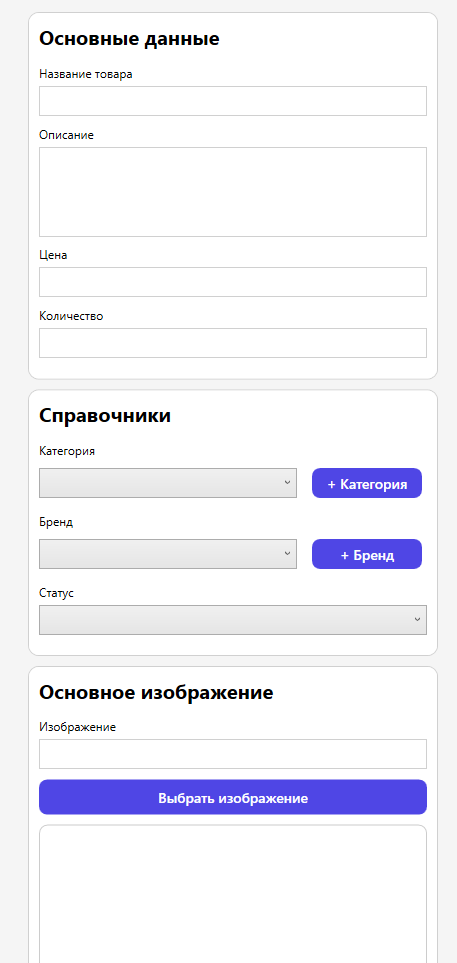 Основные данные
Название товара
Описание
Цена
Количество
Справочники
Категория
+ Категория
Бренд
+ Бренд
Статус
Основное изображение
Изображение
Выбрать изображение